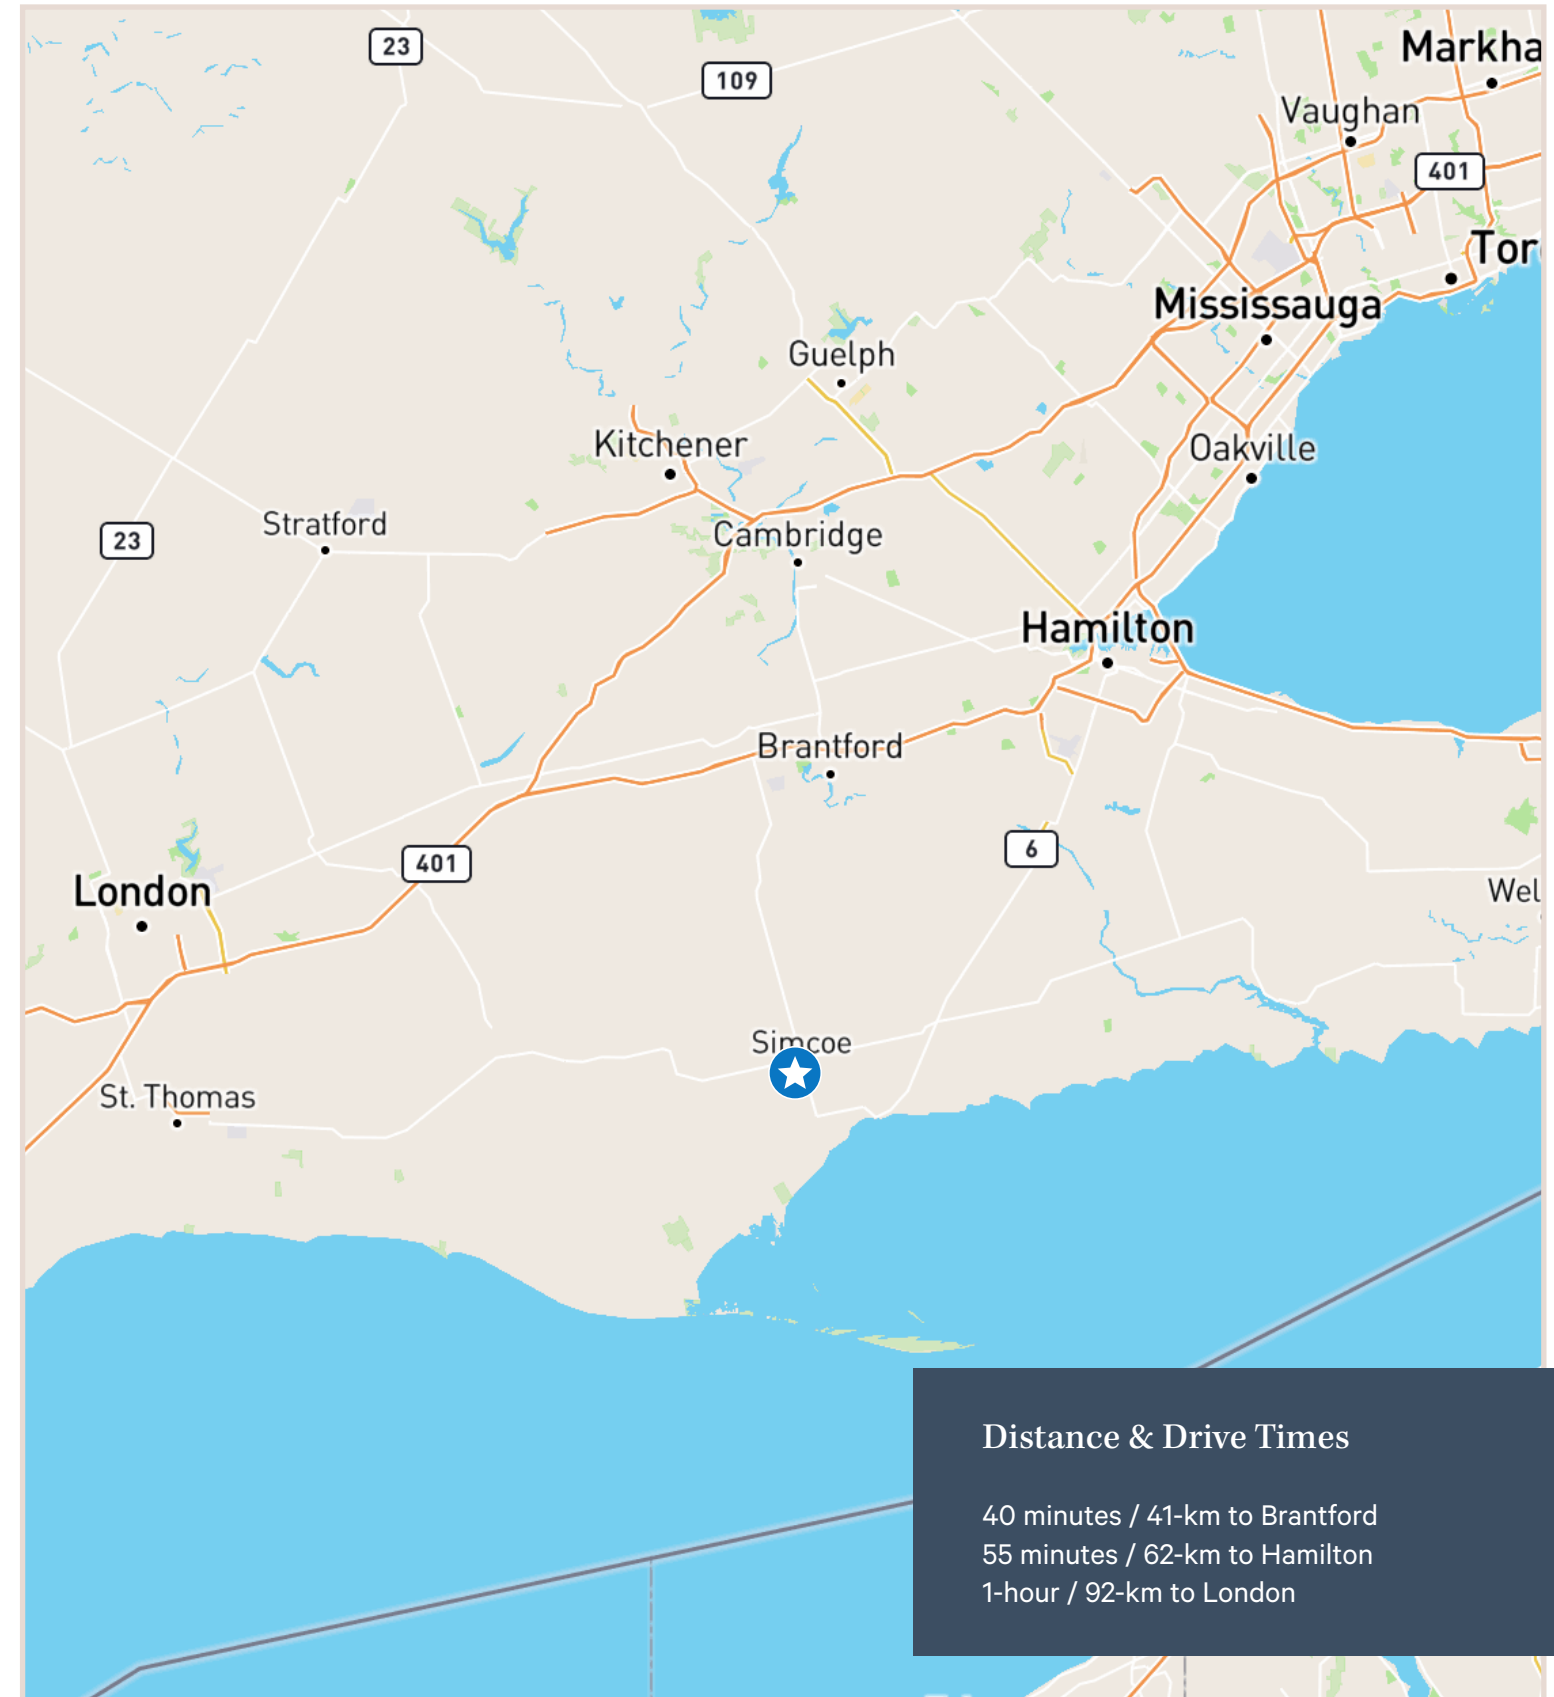 23
109
Markha
Vaughan
401
Tor
Mississauga
Guelph
Kitchener
Oakville
Stratford
23
Cambridge
Hamilton
Brantford
6
401
London
Wel
Simcoe
St. Thomas
Distance & Drive Times
40 minutes / 41-km to Brantford
55 minutes / 62-km to Hamilton
1-hour / 92-km to London